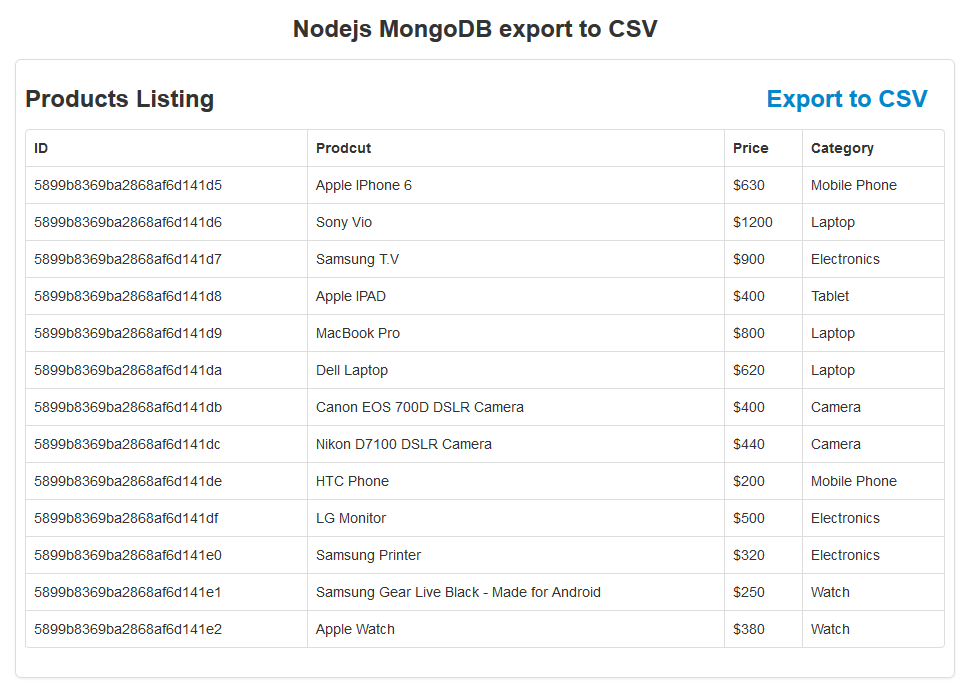 Nodejs MongoDB export to CSV
Products Listing Export to CSV
ID Prodcut Price Category
5899b8369ba2868af6d141d5 Apple IPhone 6 $630 Mobile Phone
5899b8369ba2868af6d141d6 Sony Vio $1200 Laptop
5899b8369ba2868af6d141d7 Samsung T.V $900 Electronics
5899b8369ba2868af6d141d8 Apple IPAD $400 Tablet
5899b8369ba2868af6d141d9 MacBook Pro $800 Laptop
5899b8369ba2868af6d141da Dell Laptop $620 Laptop
5899b8369ba2868af6d141db Canon EOS 700D DSLR Camera $400 Camera
5899b8369ba2868af6d141dc Nikon D7100 DSLR Camera $440 Camera
5899b8369ba2868af6d141de HTC Phone $200 Mobile Phone
5899b8369ba2868af6d141df LG Monitor $500 Electronics
5899b8369ba2868af6d141e0 Samsung Printer $320 Electronics
5899b8369ba2868af6d141e1 Samsung Gear Live Black - Made for Android $250 Watch
5899b8369ba2868af6d141e2 Apple Watch $380 Watch